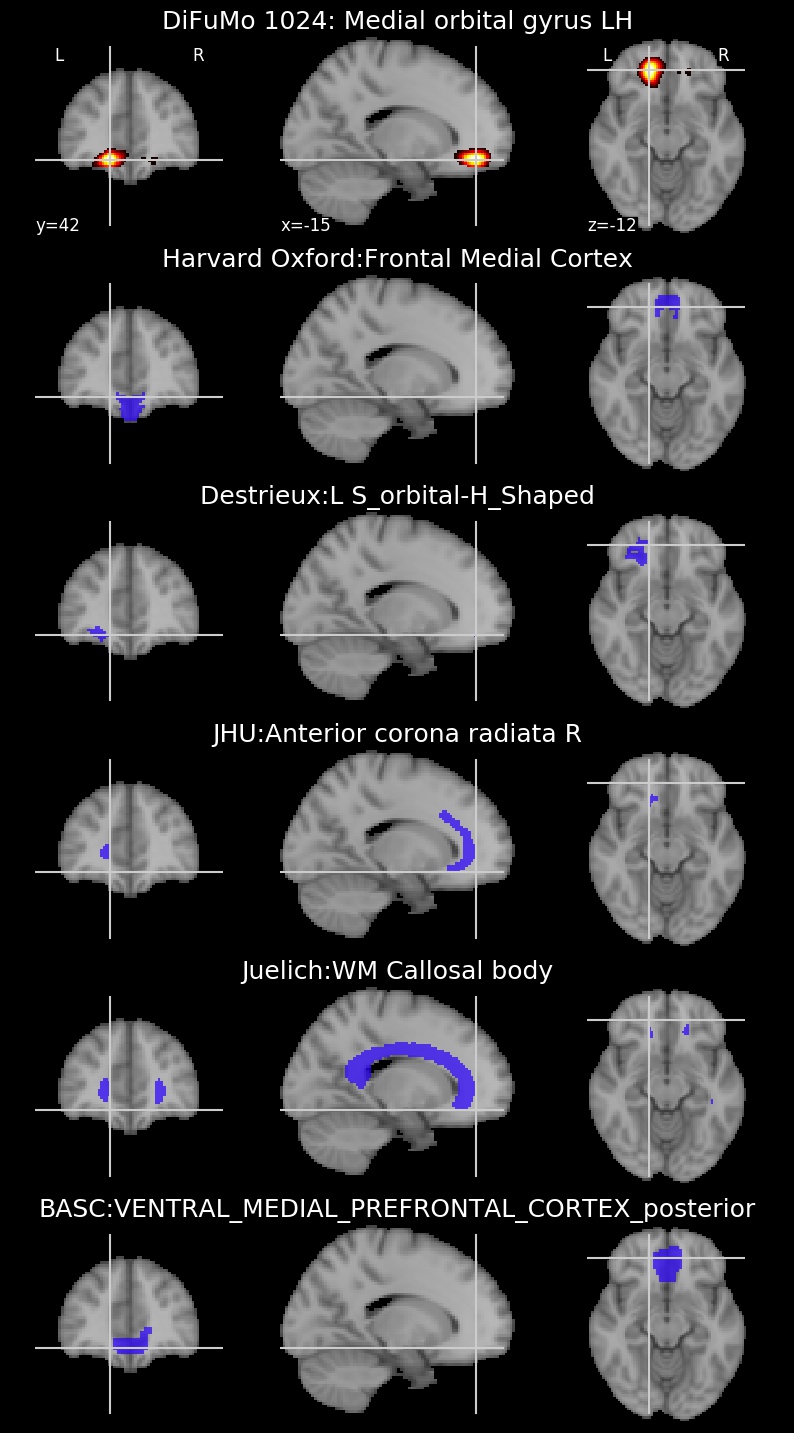 DiFuMo 1024: Medial orbital gyrus LH
L R L R
y=42 x=-15 z=-12
Harvard Oxford:Frontal Medial Cortex
Destrieux:L S_orbital-H_Shaped
JHU:Anterior corona radiata R
Juelich:WM Callosal body
BASC:VENTRAL_MEDIAL_PREFRONTAL_CORTEX_posterior